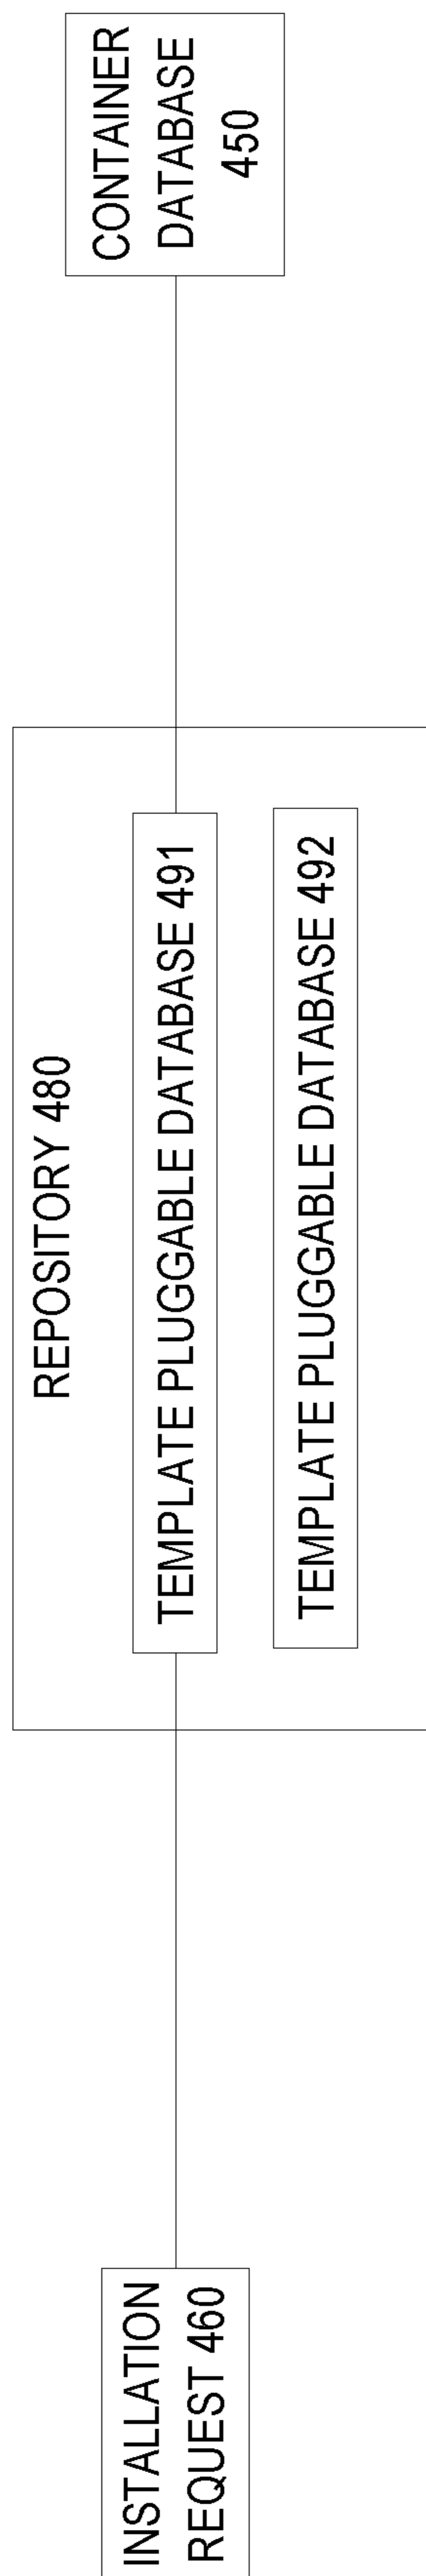 INSTALLATION
REQUEST 460
REPOSITORY 480
TEMPLATE PLUGGABLE DATABASE 491
TEMPLATE PLUGGABLE DATABASE 492
CONTAINER
DATABASE
450